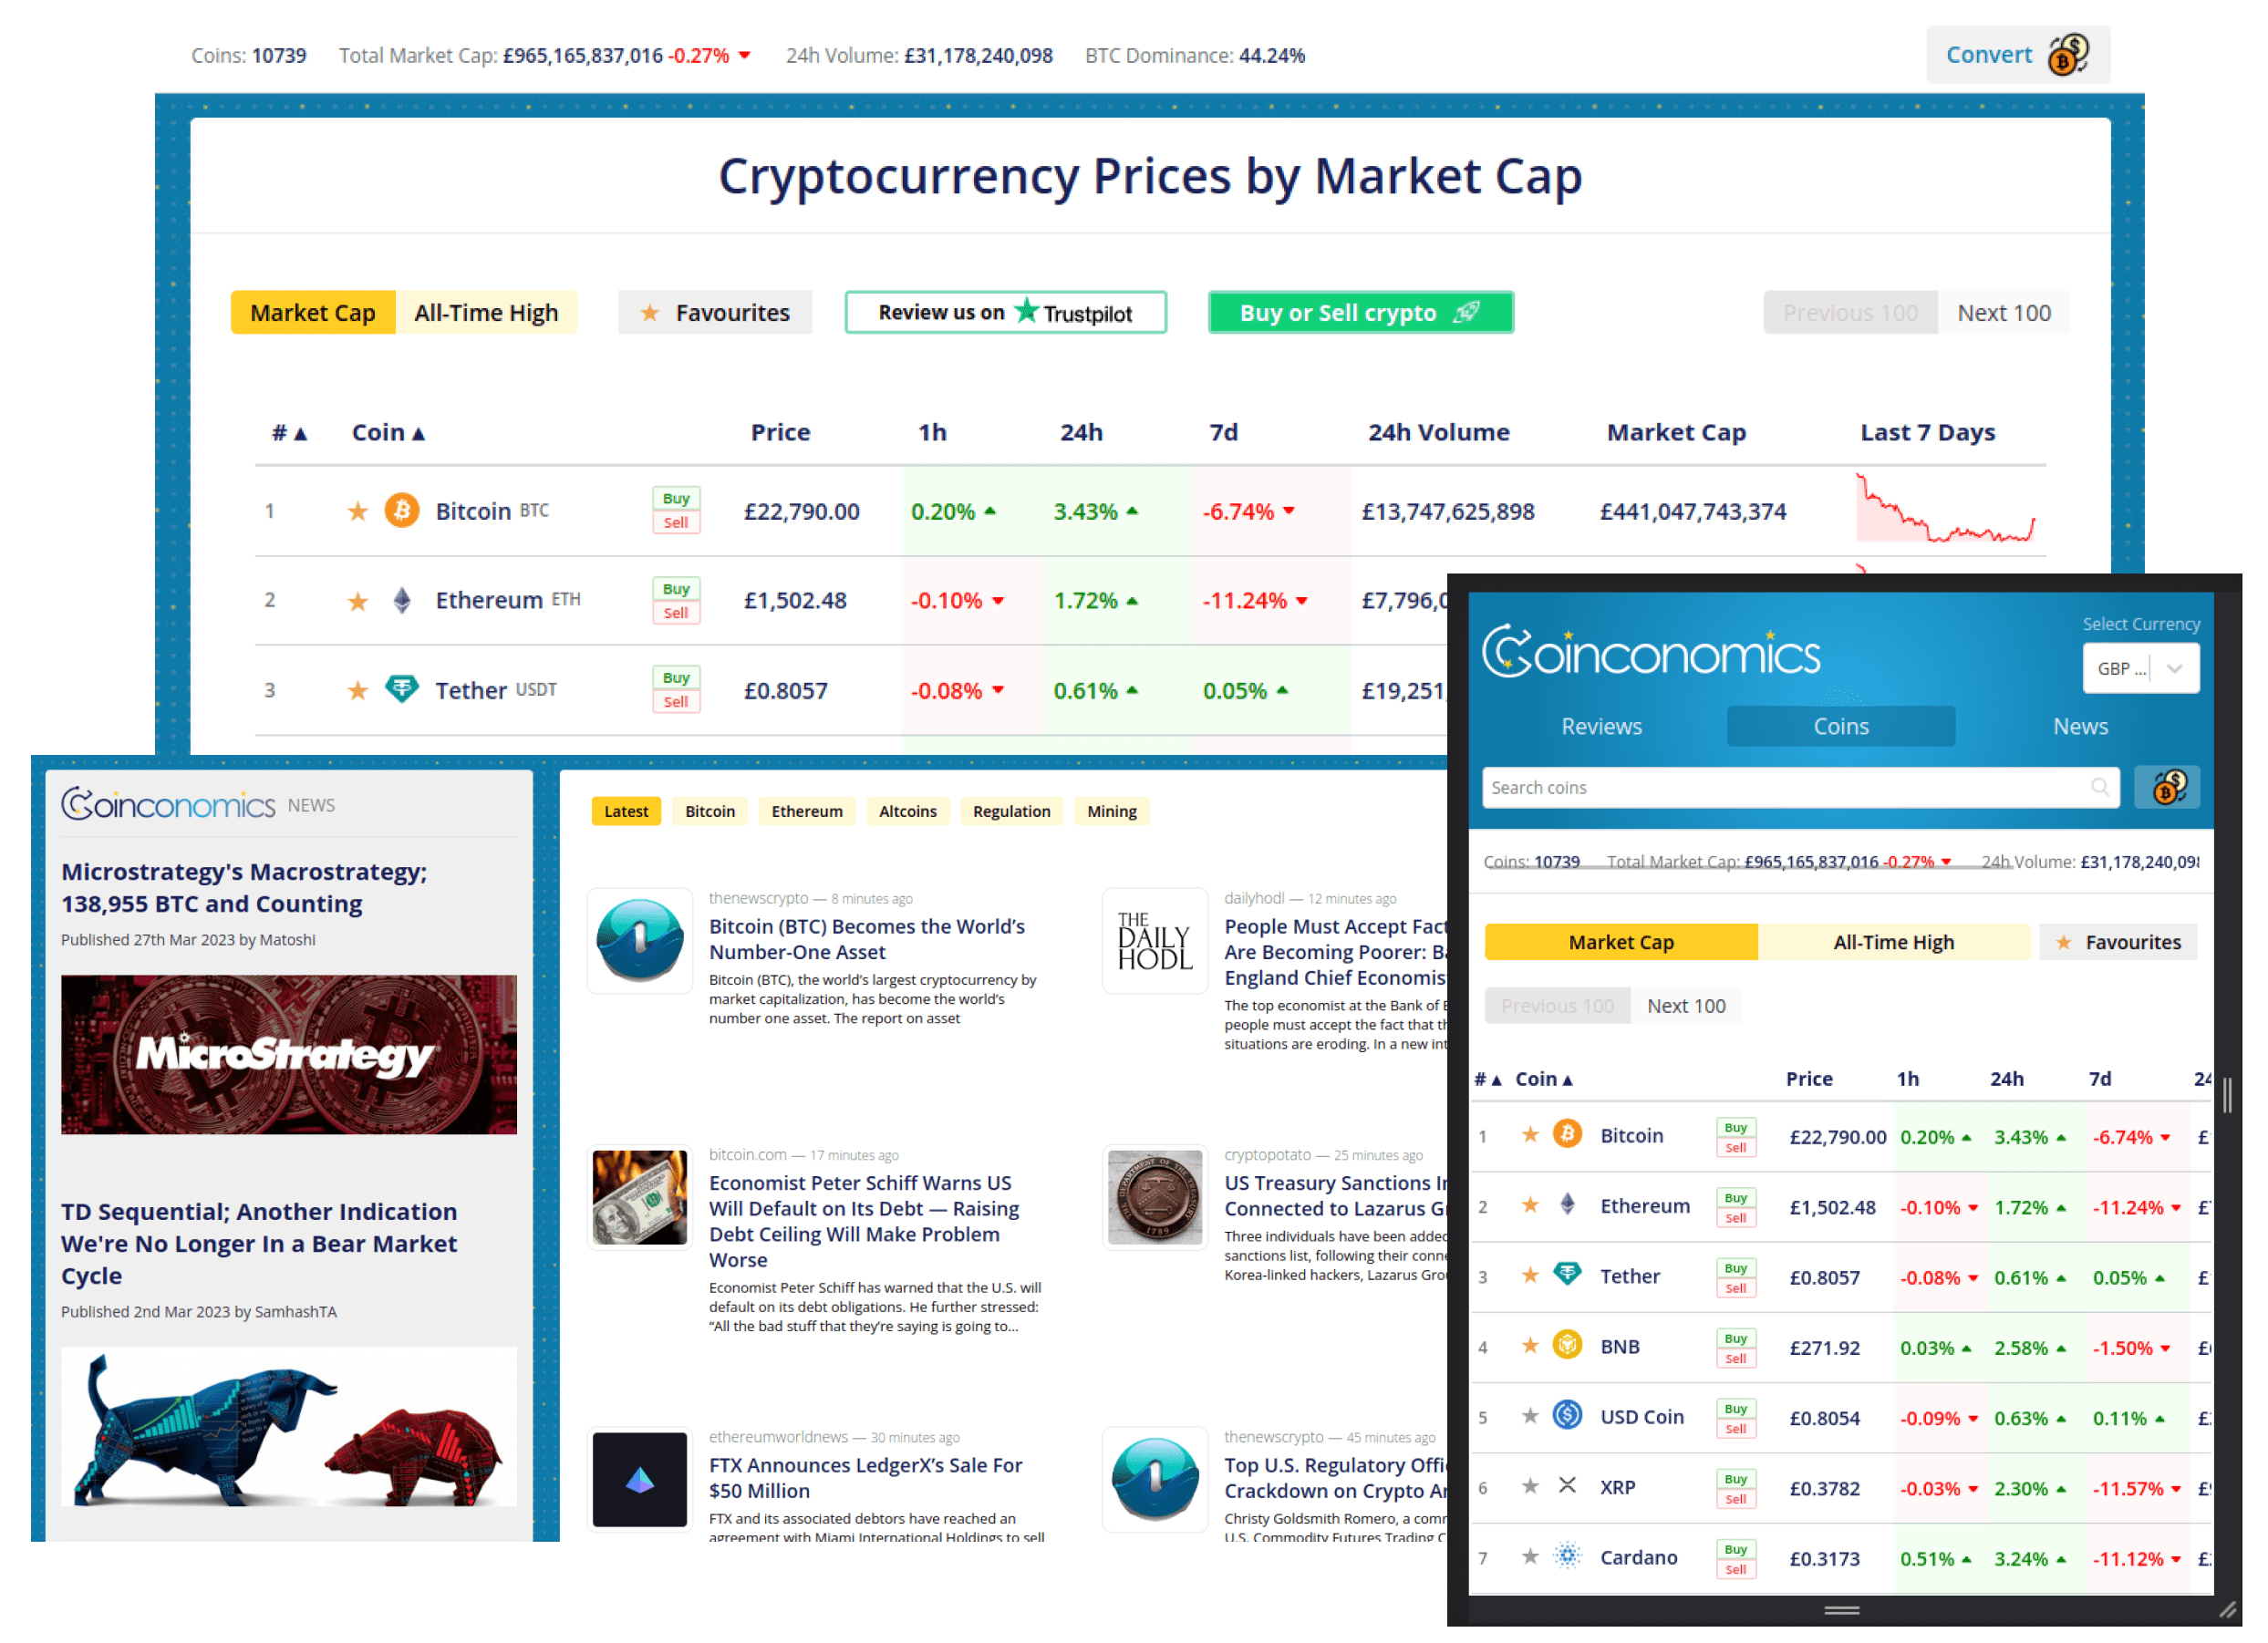 Coins: 10739 Total Market Cap: £965,165,837,016 -0.27% 24h Volume: £31,178,240,098 BTC Dominance: 44.24% Convert
Cryptocurrency Prices by Market Cap
Market Cap All-Time High Favourites Review us on Trustpilot Buy or Sell crypto Previous 100 Next 100
# Coin Price 1h 24h 7d 24h Volume Market Cap Last 7 Days
1 Bitcoin BTC Buy Sell £22,790.00 0.20% 3.43% -6.74% £13,747,625,898 £441,047,743,374
2 Ethereum ETH Buy Sell £1,502.48 -0.10% 1.72% -11.24% £7,796,0
3 Tether USDT Buy Sell £0.8057 -0.08% 0.61% 0.05% £19,251,
Coinconomics NEWS
Microstrategy's Macrostrategy;
138,955 BTC and Counting
Published 27th Mar 2023 by Matoshi
MicroStrategy
TD Sequential; Another Indication
We're No Longer In a Bear Market
Cycle
Published 2nd Mar 2023 by SamhashTA
Latest Bitcoin Ethereum Altcoins Regulation Mining
thenewscrypto — 8 minutes ago
Bitcoin (BTC) Becomes the World's
Number-One Asset
Bitcoin (BTC), the world's largest cryptocurrency by
market capitalization, has become the world's
number one asset. The report on asset
THE
DAILY
HODL
dailyhodl — 12 minutes ago
People Must Accept Fact
Are Becoming Poorer: Ba
England Chief Economis
The top economist at the Bank of E
people must accept the fact that th
situations are eroding. In a new int
bitcoin.com — 17 minutes ago
Economist Peter Schiff Warns US
Will Default on Its Debt — Raising
Debt Ceiling Will Make Problem
Worse
Economist Peter Schiff has warned that the U.S. will
default on its debt obligations. He further stressed:
“All the bad stuff that they're saying is going to...
cryptopotato — 25 minutes ago
US Treasury Sanctions In
Connected to Lazarus Gr
Three individuals have been added
sanctions list, following their conne
Korea-linked hackers, Lazarus Grou
ethereumworldnews — 30 minutes ago
FTX Announces LedgerX's Sale For
$50 Million
FTX and its associated debtors have reached an
agreement with Miami International Holdings to sell
thenewscrypto — 45 minutes ago
Top U.S. Regulatory Offi
Crackdown on Crypto An
Christy Goldsmith Romero, a comm
U.S. Commodity Futures Trading C
Coinconomics
Select Currency
GBP ...
Reviews Coins News
Search coins
Coins: 10739 Total Market Cap: £965,165,837,016 -0.27% 24h Volume: £31,178,240,098
Market Cap All-Time High Favourites
Previous 100 Next 100
# Coin Price 1h 24h 7d 24
1 Bitcoin Buy Sell £22,790.00 0.20% 3.43% -6.74% £
2 Ethereum Buy Sell £1,502.48 -0.10% 1.72% -11.24% £
3 Tether Buy Sell £0.8057 -0.08% 0.61% 0.05% £
4 BNB Buy Sell £271.92 0.03% 2.58% -1.50% £
5 USD Coin Buy Sell £0.8054 -0.09% 0.63% 0.11% £
6 XRP Buy Sell £0.3782 -0.03% 2.30% -11.57% £
7 Cardano Buy Sell £0.3173 0.51% 3.24% -11.12% £